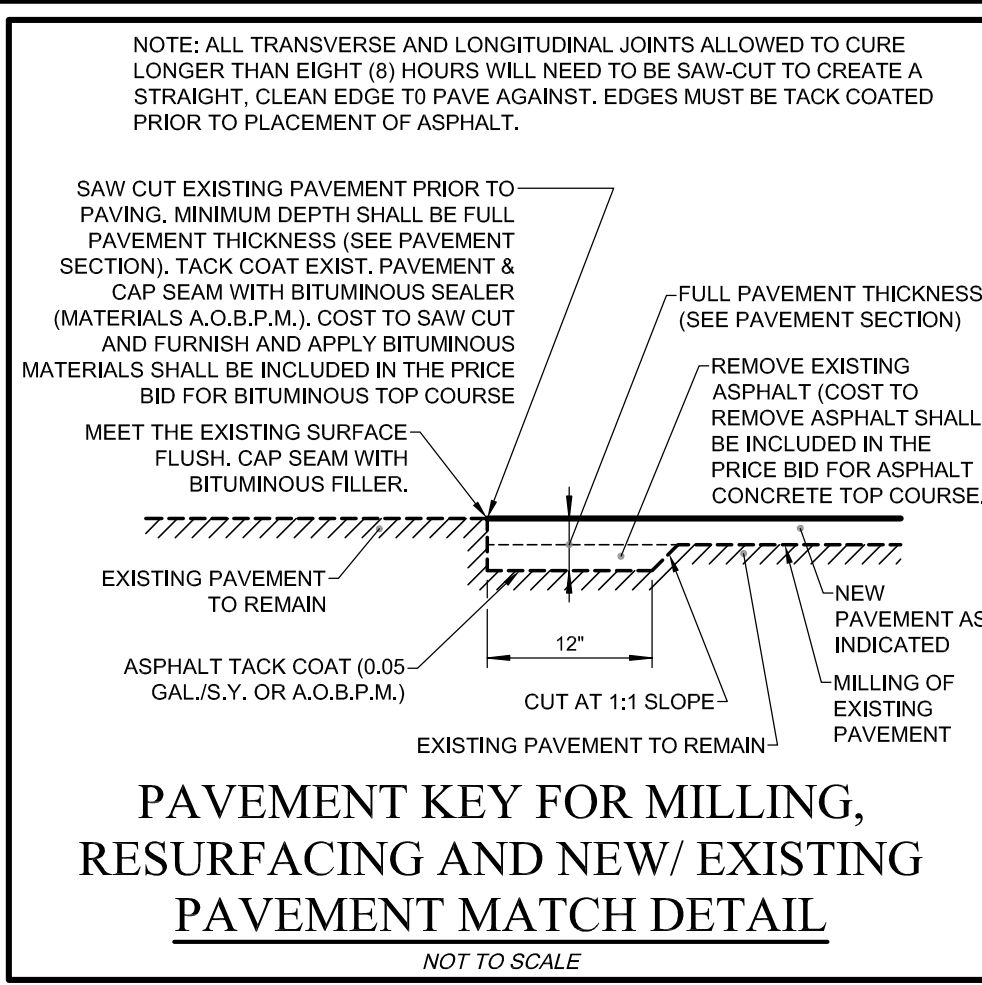 NOTE: ALL TRANSVERSE AND LONGITUDINAL JOINTS ALLOWED TO CURE
LONGER THAN EIGHT (8) HOURS WILL NEED TO BE SAW-CUT TO CREATE A
STRAIGHT, CLEAN EDGE T0 PAVE AGAINST. EDGES MUST BE TACK COATED
PRIOR TO PLACEMENT OF ASPHALT.
SAW CUT EXISTING PAVEMENT PRIOR TO
PAVING. MINIMUM DEPTH SHALL BE FULL
PAVEMENT THICKNESS (SEE PAVEMENT
SECTION). TACK COAT EXIST. PAVEMENT &
CAP SEAM WITH BITUMINOUS SEALER
(MATERIALS A.O.B.P.M.). COST TO SAW CUT
AND FURNISH AND APPLY BITUMINOUS
MATERIALS SHALL BE INCLUDED IN THE PRICE
BID FOR BITUMINOUS TOP COURSE
FULL PAVEMENT THICKNESS
(SEE PAVEMENT SECTION)
REMOVE EXISTING
ASPHALT (COST TO
REMOVE ASPHALT SHALL
BE INCLUDED IN THE
PRICE BID FOR ASPHALT
CONCRETE TOP COURSE.
MEET THE EXISTING SURFACE
FLUSH. CAP SEAM WITH
BITUMINOUS FILLER.
EXISTING PAVEMENT
TO REMAIN
ASPHALT TACK COAT (0.05
GAL./S.Y. OR A.O.B.P.M.)
12"
CUT AT 1:1 SLOPE
EXISTING PAVEMENT TO REMAIN
NEW
PAVEMENT AS
INDICATED
MILLING OF
EXISTING
PAVEMENT
PAVEMENT KEY FOR MILLING,
RESURFACING AND NEW/ EXISTING
PAVEMENT MATCH DETAIL
NOT TO SCALE